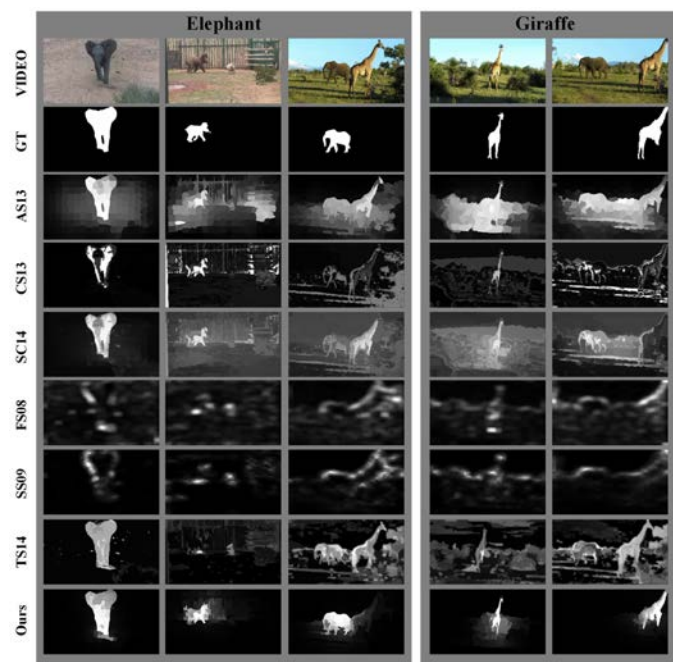 Elephant Giraffe
VIDEO
GT
AS13
CS13
SC14
FS08
SS09
TS14
Ours